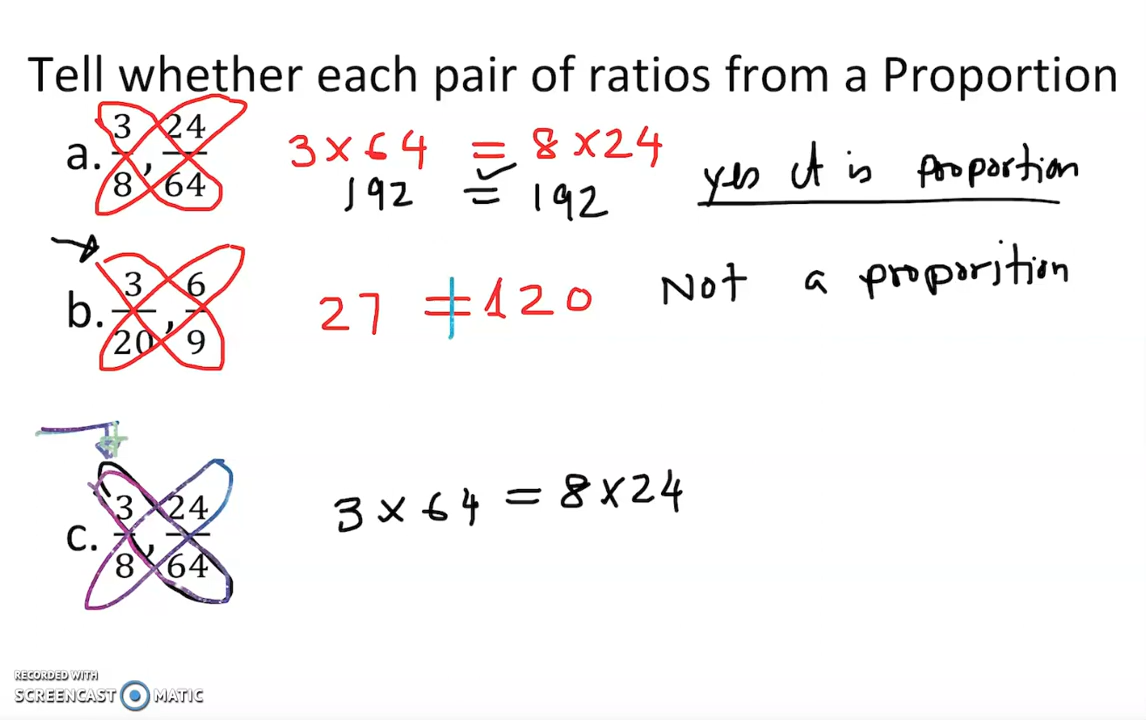 Tell whether each pair of ratios from a Proportion
a. 3/8, 24/64
3 x 64 = 8 x 24
192 = 192
yes it is proportion
b. 3/20, 6/9
27 ≠ 120
Not a proporition
c. 3/8, 24/64
3 x 64 = 8 x 24
RECORDED WITH
SCREENCAST MATIC